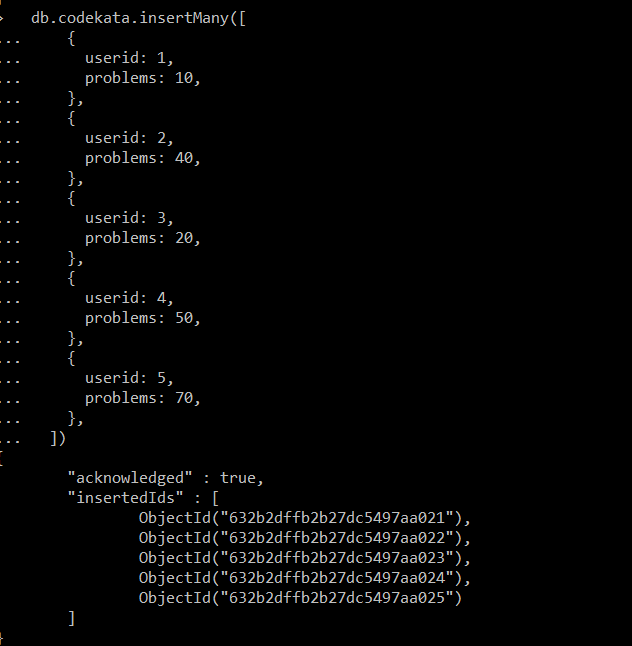 >   db.codekata.insertMany([
...     {
...       userid: 1,
...       problems: 10,
...     },
...     {
...       userid: 2,
...       problems: 40,
...     },
...     {
...       userid: 3,
...       problems: 20,
...     },
...     {
...       userid: 4,
...       problems: 50,
...     },
...     {
...       userid: 5,
...       problems: 70,
...     },
...   ])
{
        "acknowledged" : true,
        "insertedIds" : [
                ObjectId("632b2dffb2b27dc5497aa021"),
                ObjectId("632b2dffb2b27dc5497aa022"),
                ObjectId("632b2dffb2b27dc5497aa023"),
                ObjectId("632b2dffb2b27dc5497aa024"),
                ObjectId("632b2dffb2b27dc5497aa025")
        ]
}